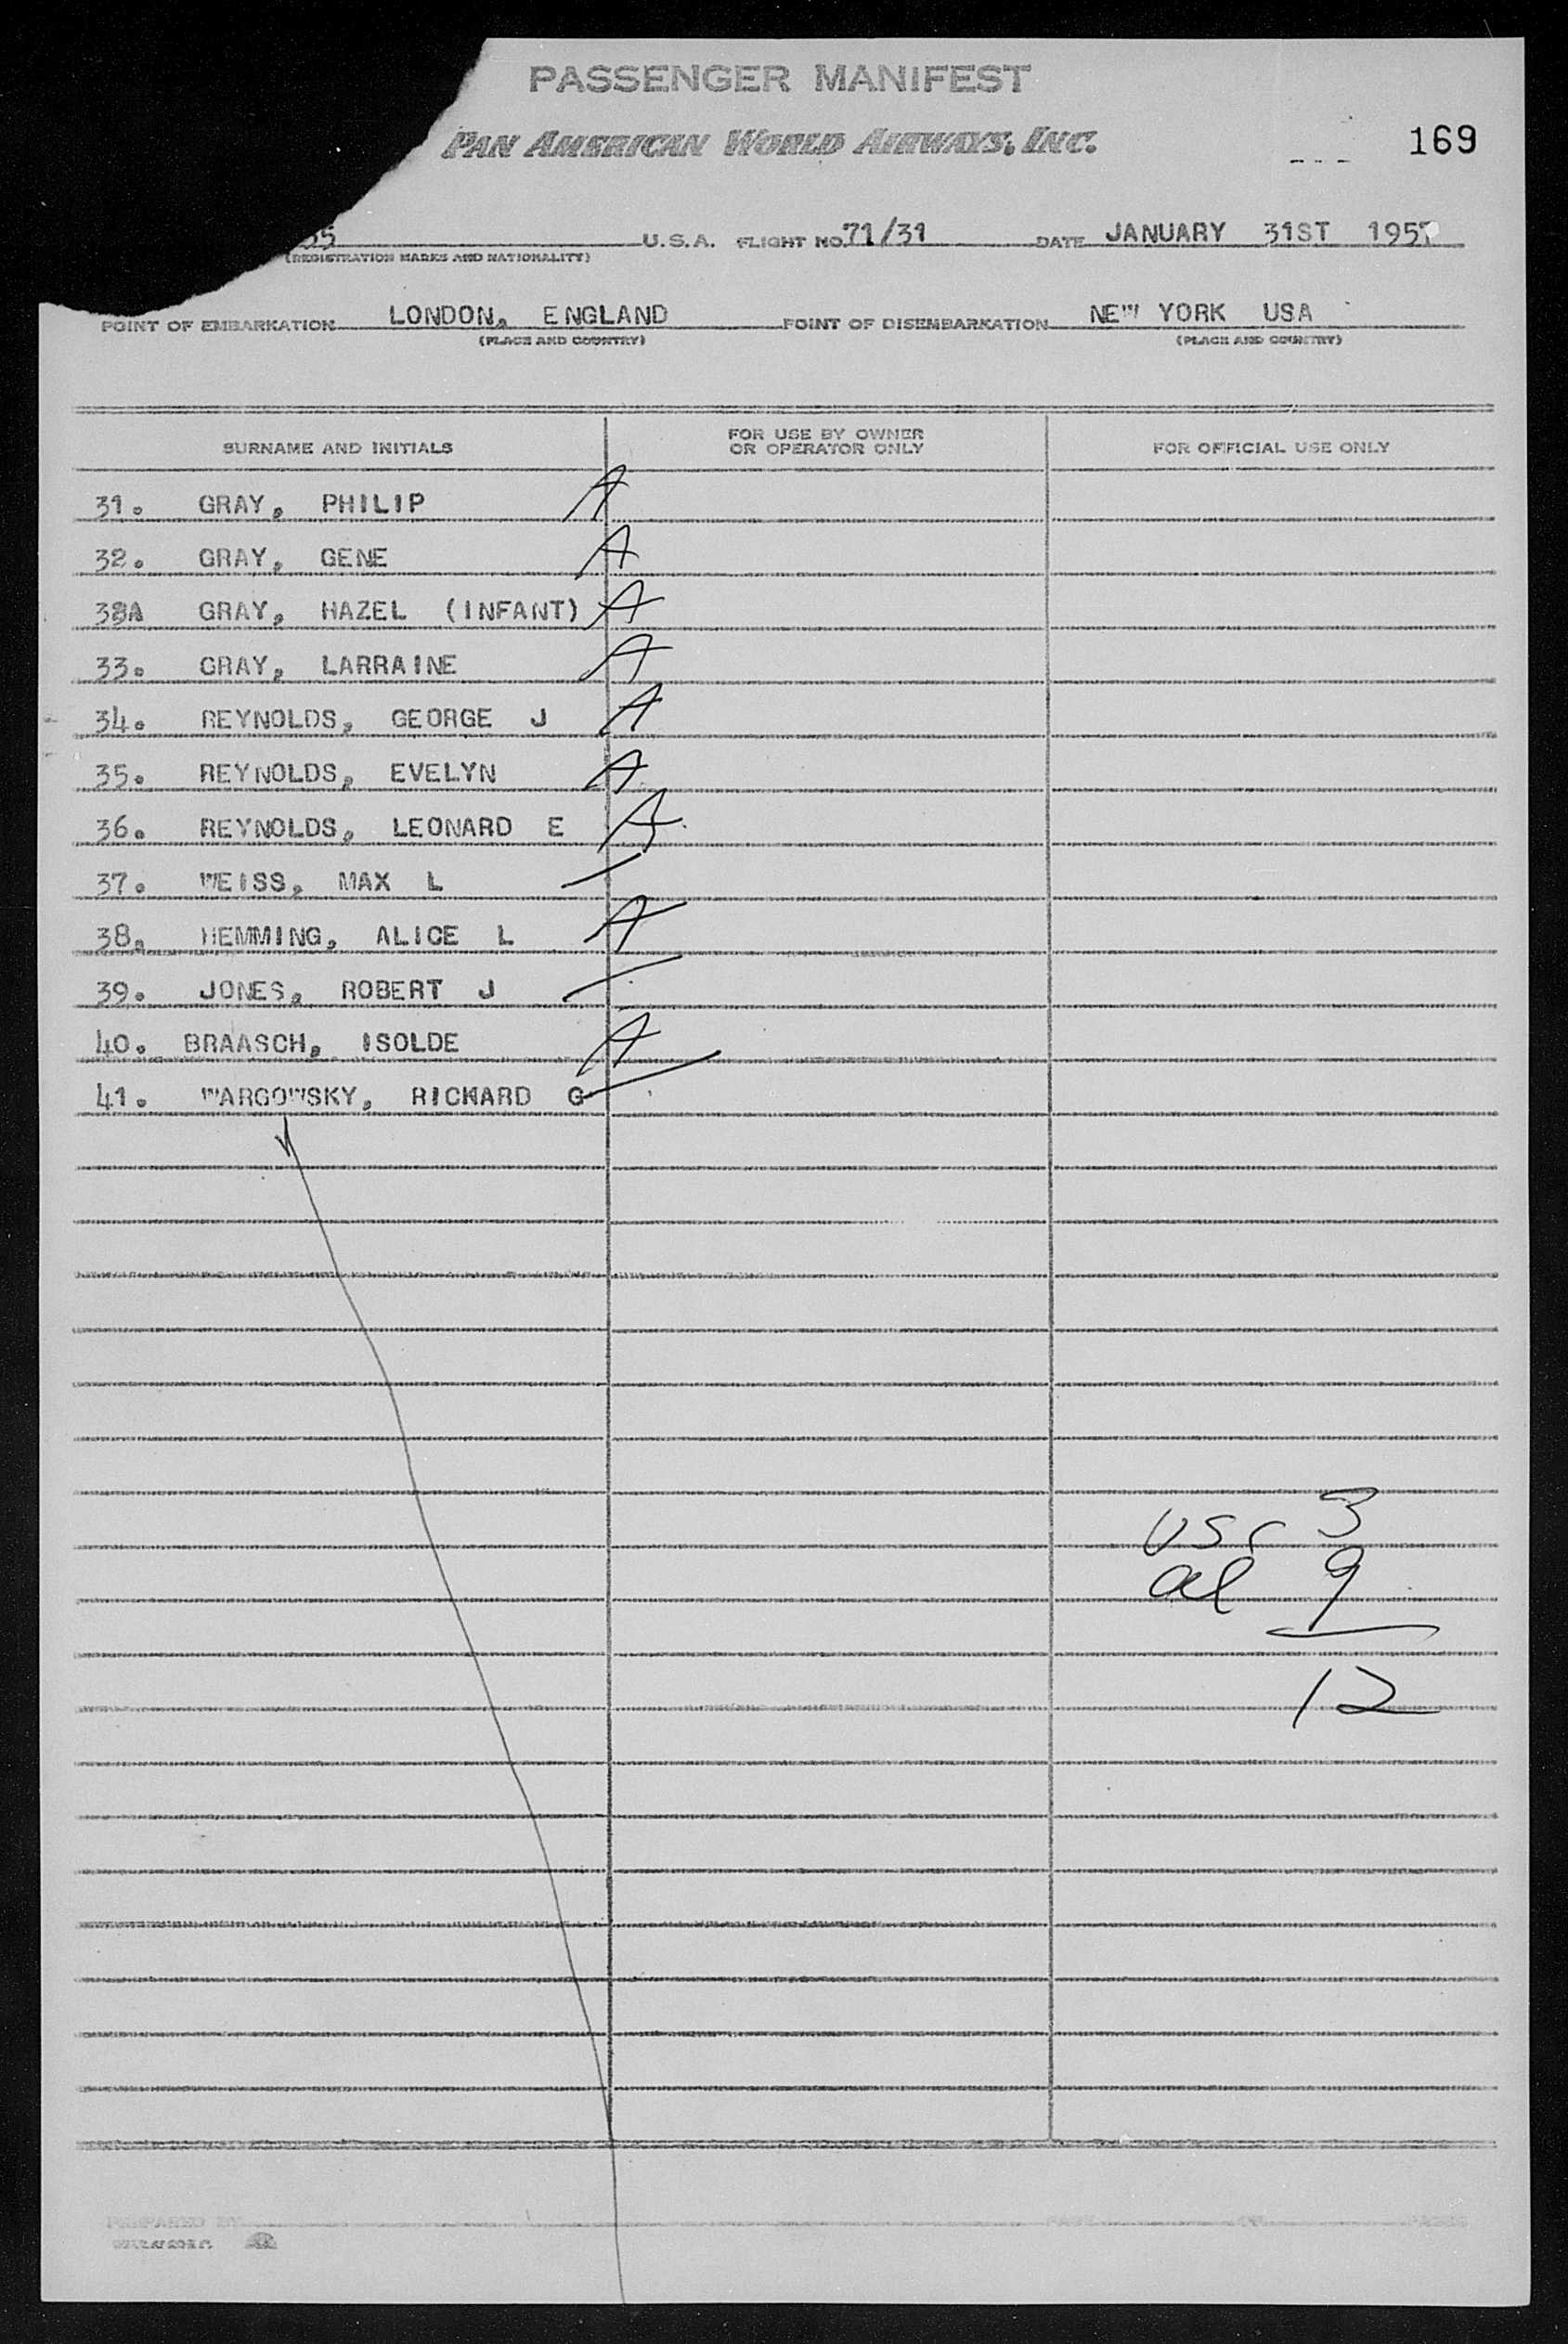 PASSENGER MANIFEST
PAN AMERICAN WORLD AIRWAYS, INC.
169
55 U.S.A. FLIGHT NO. 71/31 DATE JANUARY 31ST 195
(REGISTRATION MARKS AND NATIONALITY)
POINT OF EMBARKATION LONDON, ENGLAND POINT OF DISEMBARKATION NEW YORK USA
(PLACE AND COUNTRY) (PLACE AND COUNTRY)
SURNAME AND INITIALS FOR USE BY OWNER OR OPERATOR ONLY FOR OFFICIAL USE ONLY
31. GRAY, PHILIP A
32. GRAY, GENE A
GRAY, HAZEL (INFANT) A
33. GRAY, LARRAINE A
34. REYNOLDS, GEORGE J A
35. REYNOLDS, EVELYN A
36. REYNOLDS, LEONARD E A
37. WEISS, MAX L
38. HEMMING, ALICE L A
39. JONES, ROBERT J
40. BRAASCH, ISOLDE A
41. WARGOWSKY, RICHARD G
USC 3
al 9
12
PREPARED BY